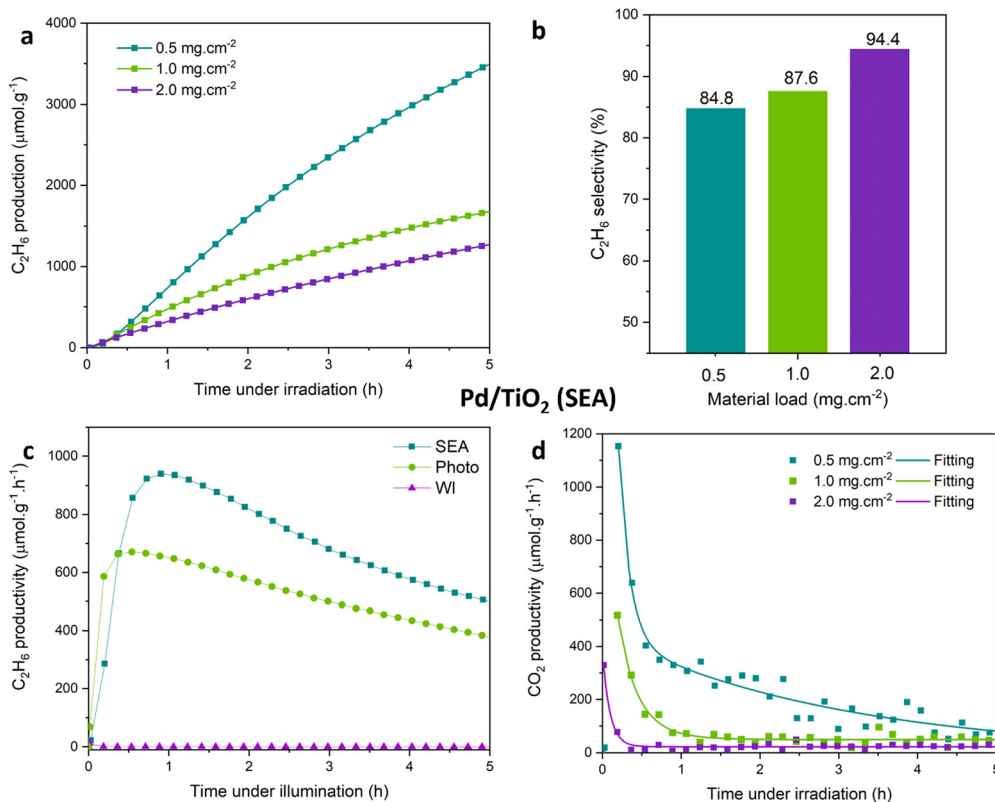 a
C₂H₆ production (μmol.g⁻¹)
4000
3000
2000
1000
0
0.5 mg.cm⁻²
1.0 mg.cm⁻²
2.0 mg.cm⁻²
0 1 2 3 4 5
Time under irradiation (h)
b
C₂H₆ selectivity (%)
100
90
80
70
60
50
84.8
87.6
94.4
0.5 1.0 2.0
Material load (mg.cm⁻²)
Pd/TiO₂ (SEA)
c
C₂H₆ productivity (μmol.g⁻¹.h⁻¹)
1000
800
600
400
200
0
SEA
Photo
WI
0 1 2 3 4 5
Time under illumination (h)
d
CO₂ productivity (μmol.g⁻¹.h⁻¹)
1200
1000
800
600
400
200
0
0.5 mg.cm⁻² Fitting
1.0 mg.cm⁻² Fitting
2.0 mg.cm⁻² Fitting
0 1 2 3 4 5
Time under irradiation (h)